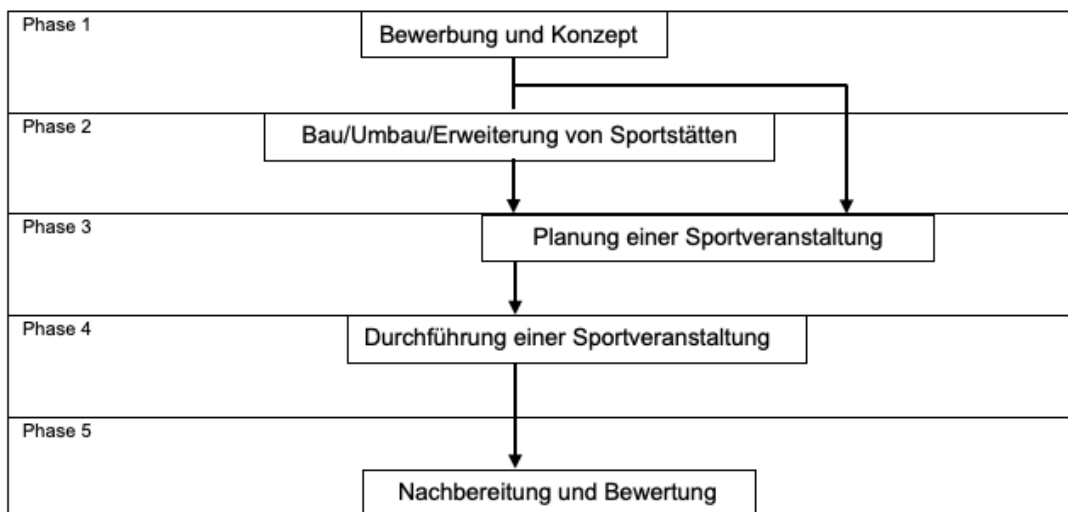 Phase 1
Bewerbung und Konzept
Phase 2
Bau/Umbau/Erweiterung von Sportstätten
Phase 3
Planung einer Sportveranstaltung
Phase 4
Durchführung einer Sportveranstaltung
Phase 5
Nachbereitung und Bewertung